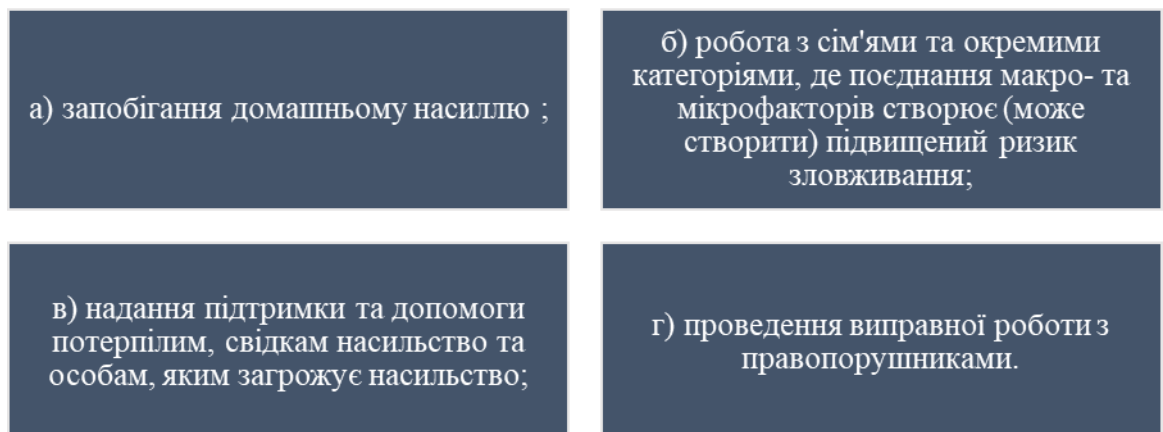 а) запобігання домашньому насиллю ;
б) робота з сім'ями та окремими
категоріями, де поєднання макро- та
мікрофакторів створює (може
створити) підвищений ризик
зловживання;
в) надання підтримки та допомоги
потерпілим, свідкам насильство та
особам, яким загрожує насильство;
г) проведення виправної роботи з
правопорушниками.